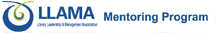 LLAMA Mentoring Program
Library Leadership & Management Association